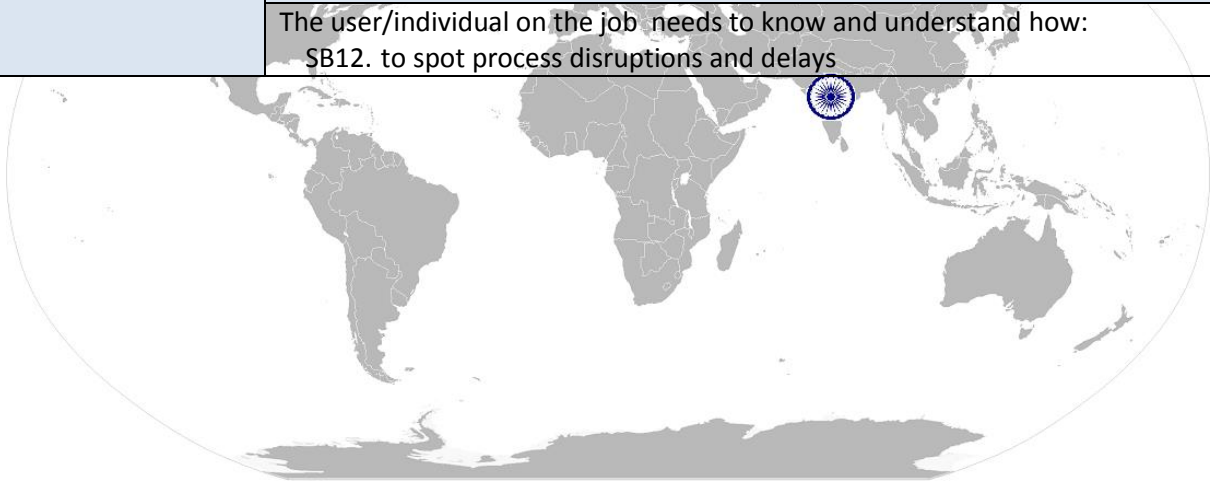 The user/individual on the job needs to know and understand how:
SB12. to spot process disruptions and delays